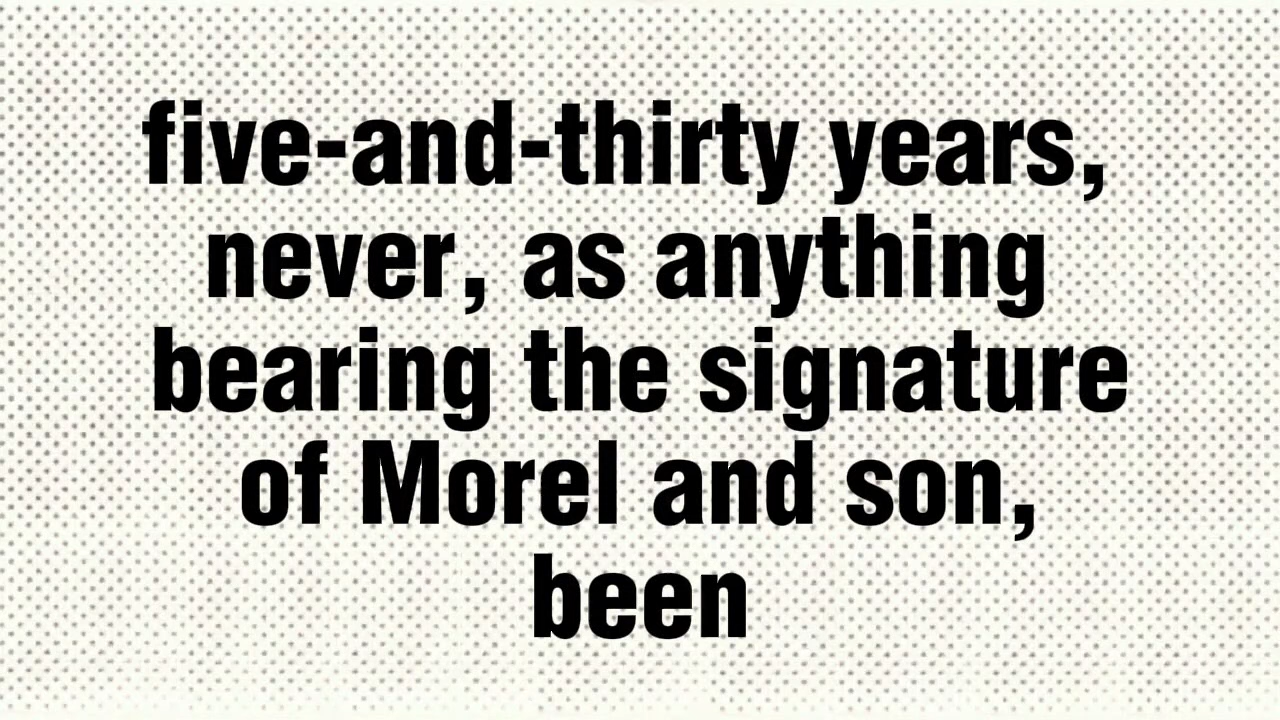 five-and-thirty years,
never, as anything
bearing the signature
of Morel and son,
been